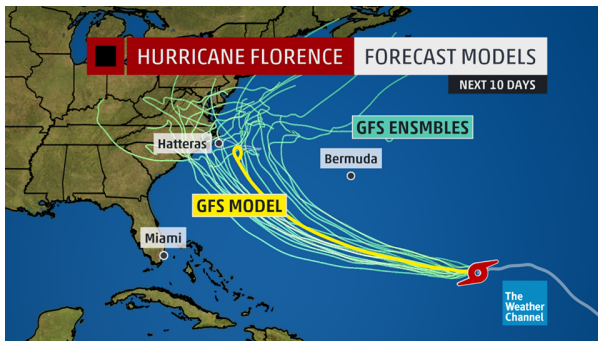 HURRICANE FLORENCE FORECAST MODELS
NEXT 10 DAYS
GFS ENSMBLES
Hatteras
Bermuda
GFS MODEL
Miami
The
Weather
Channel